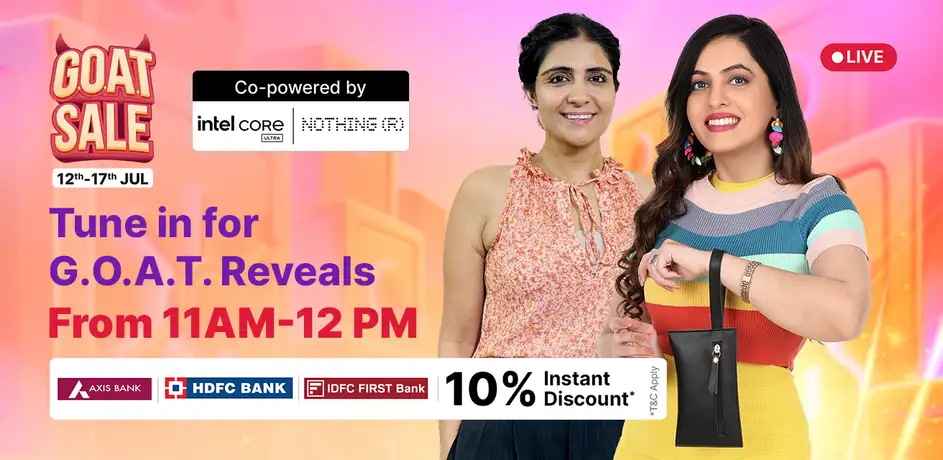 GOAT
SALE
12th-17th JUL
Co-powered by
intel CORE
ULTRA
NOTHING (R)
LIVE
Tune in for
G.O.A.T. Reveals
From 11AM-12 PM
AXIS BANK
HDFC BANK
IDFC FIRST Bank
10% Instant
Discount*
*T&C Apply